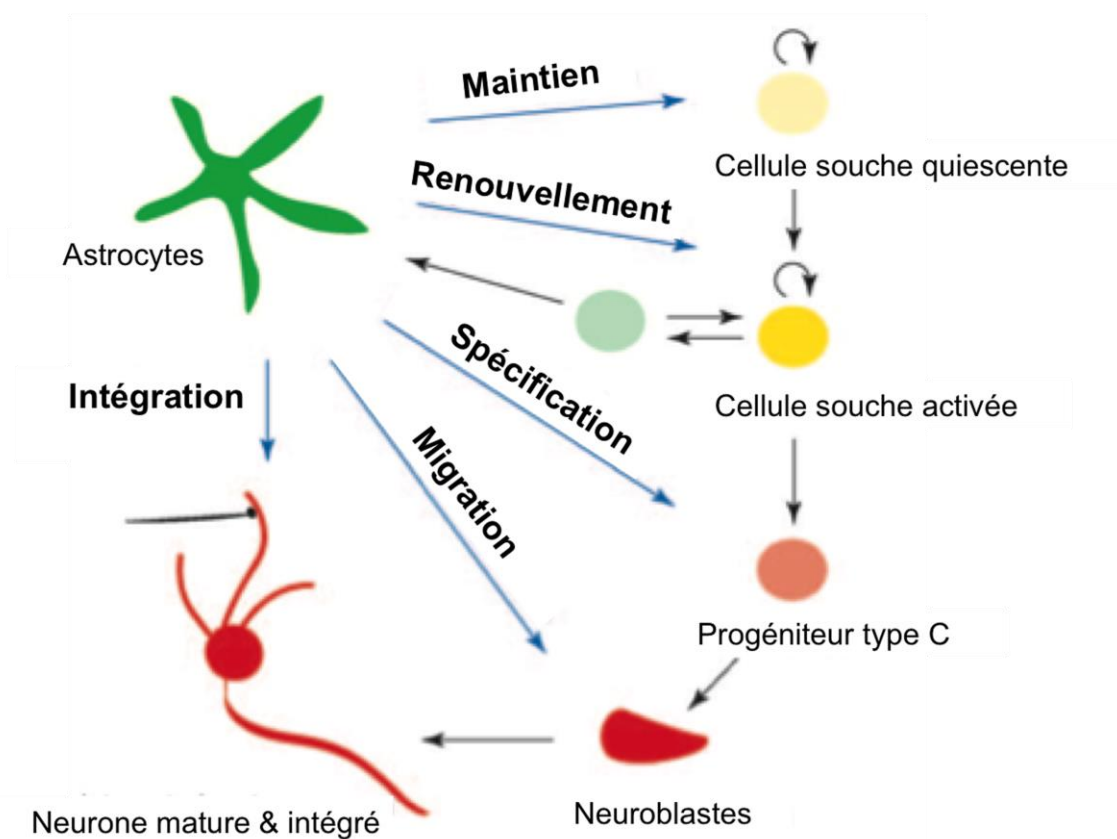 Maintien
Cellule souche quiescente
Renouvellement
Astrocytes
Spécification
Intégration
Cellule souche activée
Migration
Progéniteur type C
Neuroblastes
Neurone mature & intégré